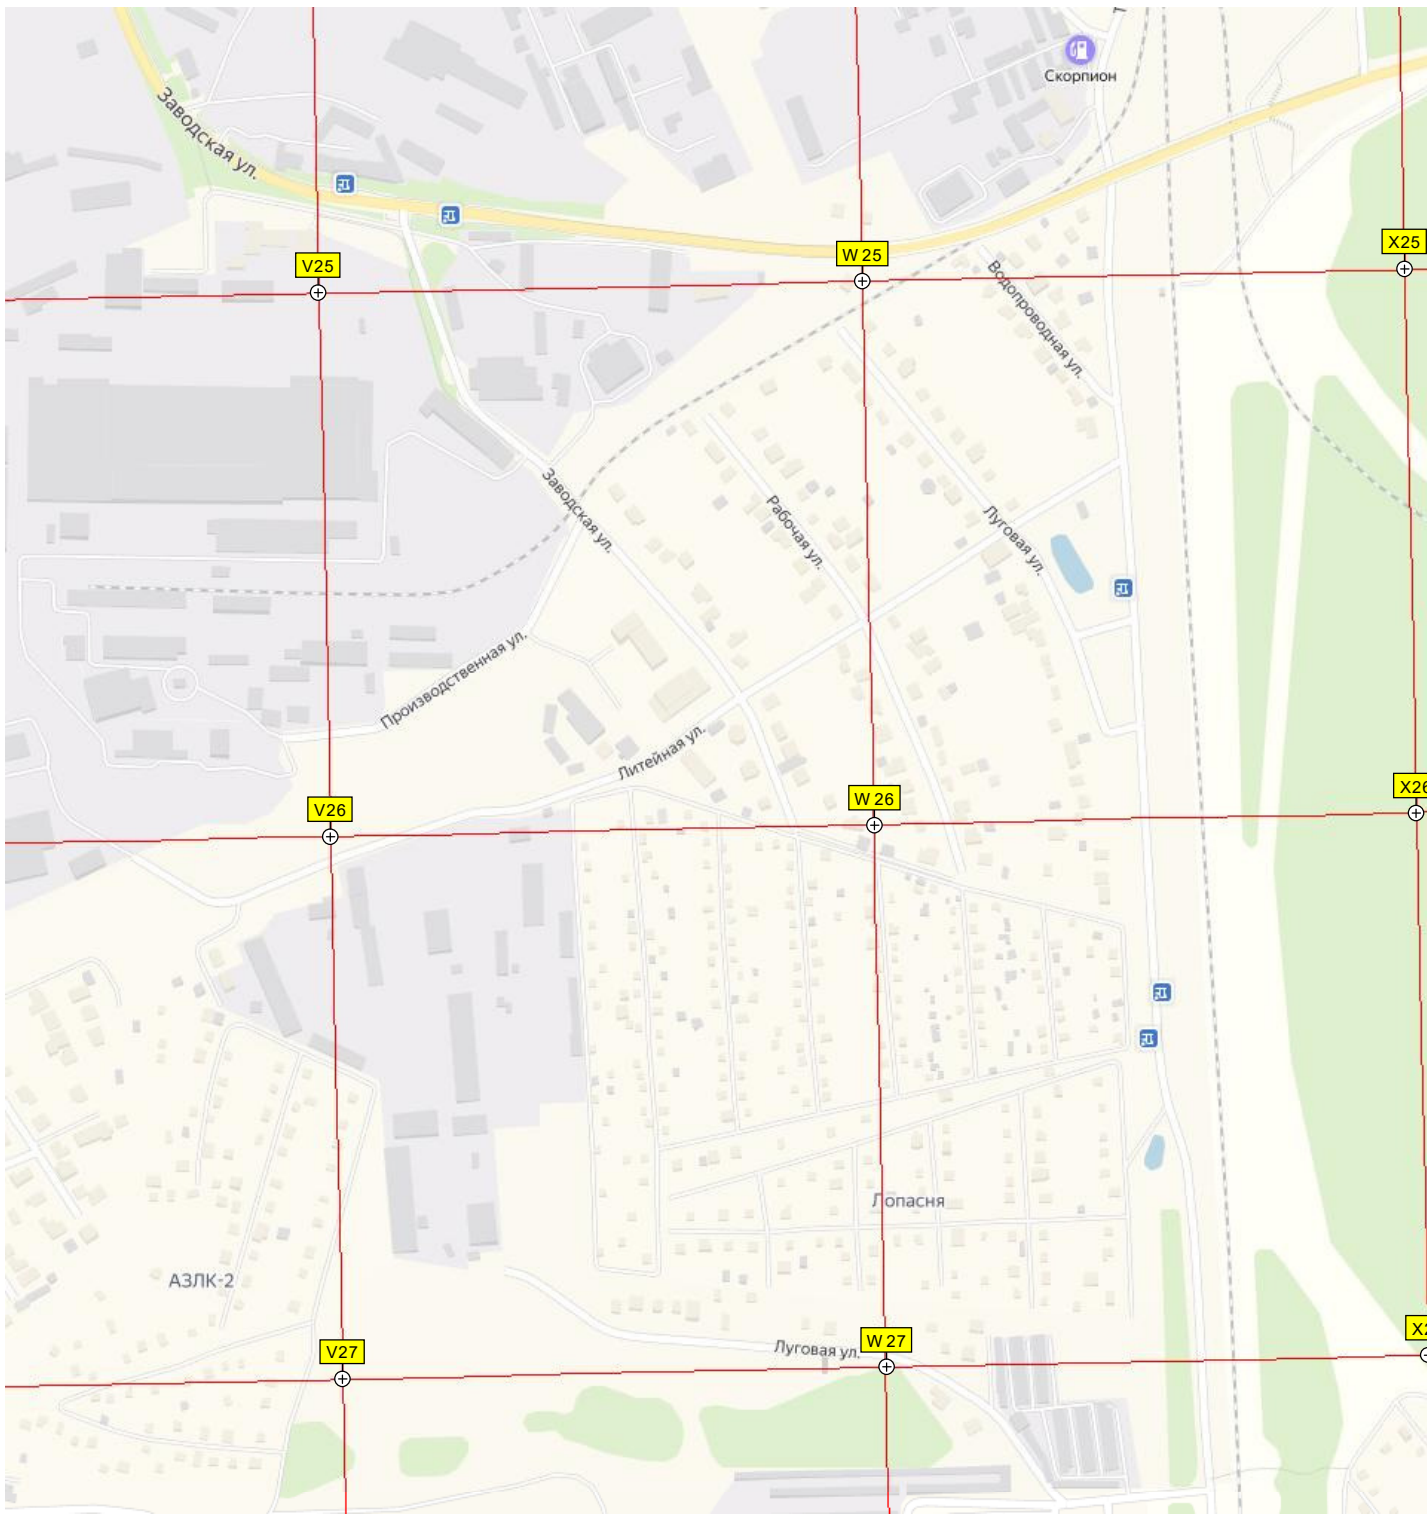 Скорпион
Заводская ул.
V25
W 25
X25
Водопроводная ул.
Заводская ул.
Рабочая ул.
Луговая ул.
Производственная ул.
Литейная ул.
V26
W 26
X26
Лопасня
АЗЛК-2
V27
W 27
Луговая ул.